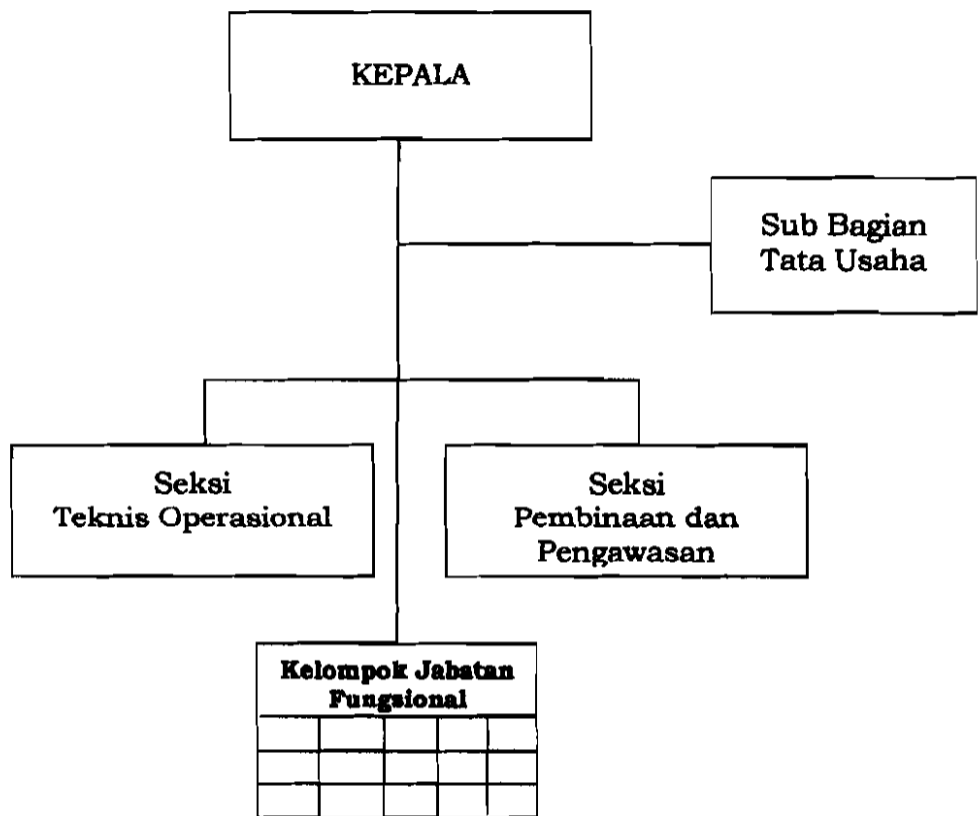 KEPALA
Sub Bagian
Tata Usaha
Seksi
Teknis Operasional
Seksi
Pembinaan dan
Pengawasan
Kelompok Jabatan
Fungsional